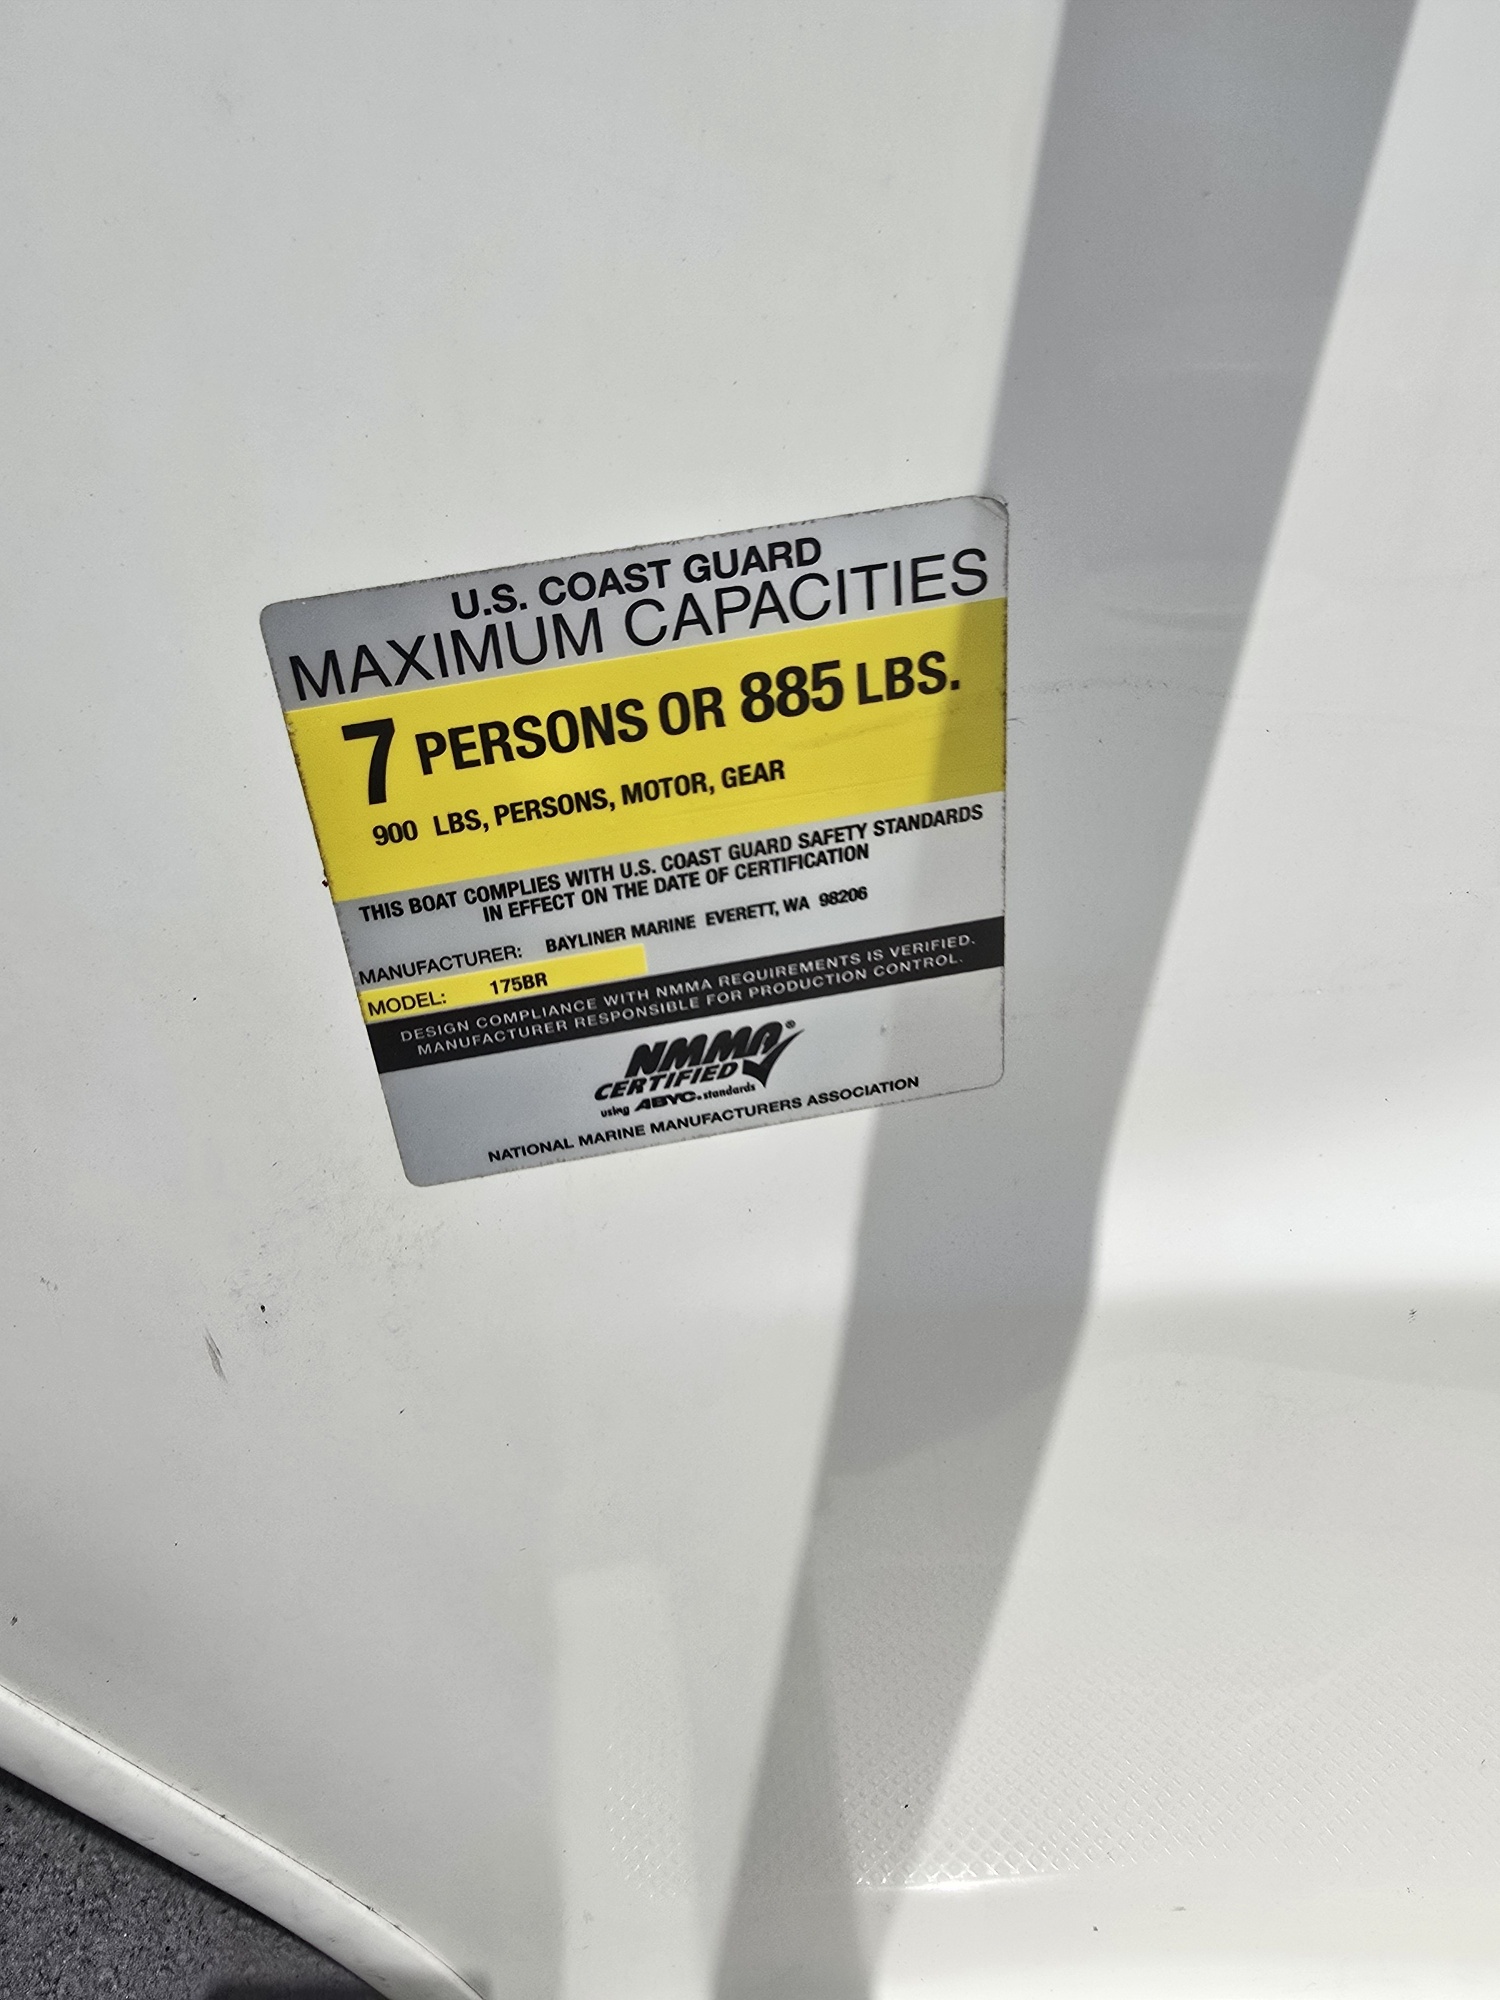 U.S. COAST GUARD
MAXIMUM CAPACITIES
7 PERSONS OR 885 LBS.
900 LBS, PERSONS, MOTOR, GEAR
THIS BOAT COMPLIES WITH U.S. COAST GUARD SAFETY STANDARDS
IN EFFECT ON THE DATE OF CERTIFICATION
MANUFACTURER: BAYLINER MARINE EVERETT, WA 98206
MODEL: 175BR
DESIGN COMPLIANCE WITH NMMA REQUIREMENTS IS VERIFIED.
MANUFACTURER RESPONSIBLE FOR PRODUCTION CONTROL.
NMMA®
CERTIFIED
using ABYC. standards
NATIONAL MARINE MANUFACTURERS ASSOCIATION